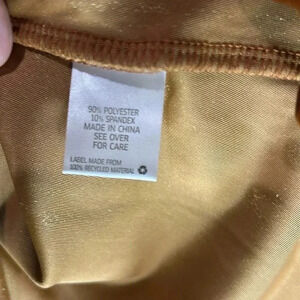 90% POLYESTER
10% SPANDEX
MADE IN CHINA
SEE OVER
FOR CARE
LABEL MADE FROM
100% RECYCLED MATERIAL